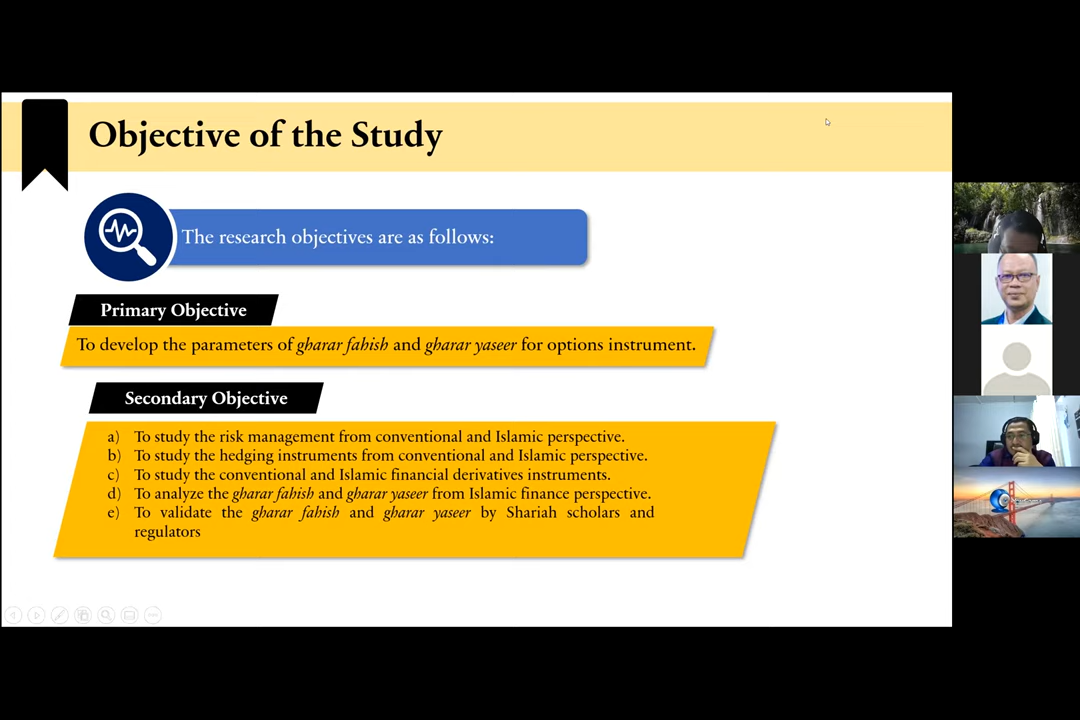 Objective of the Study
The research objectives are as follows:
Primary Objective
To develop the parameters of gharar fahish and gharar yaseer for options instrument.
Secondary Objective
a) To study the risk management from conventional and Islamic perspective.
b) To study the hedging instruments from conventional and Islamic perspective.
c) To study the conventional and Islamic financial derivatives instruments.
d) To analyze the gharar fahish and gharar yaseer from Islamic finance perspective.
e) To validate the gharar fahish and gharar yaseer by Shariah scholars and
regulators